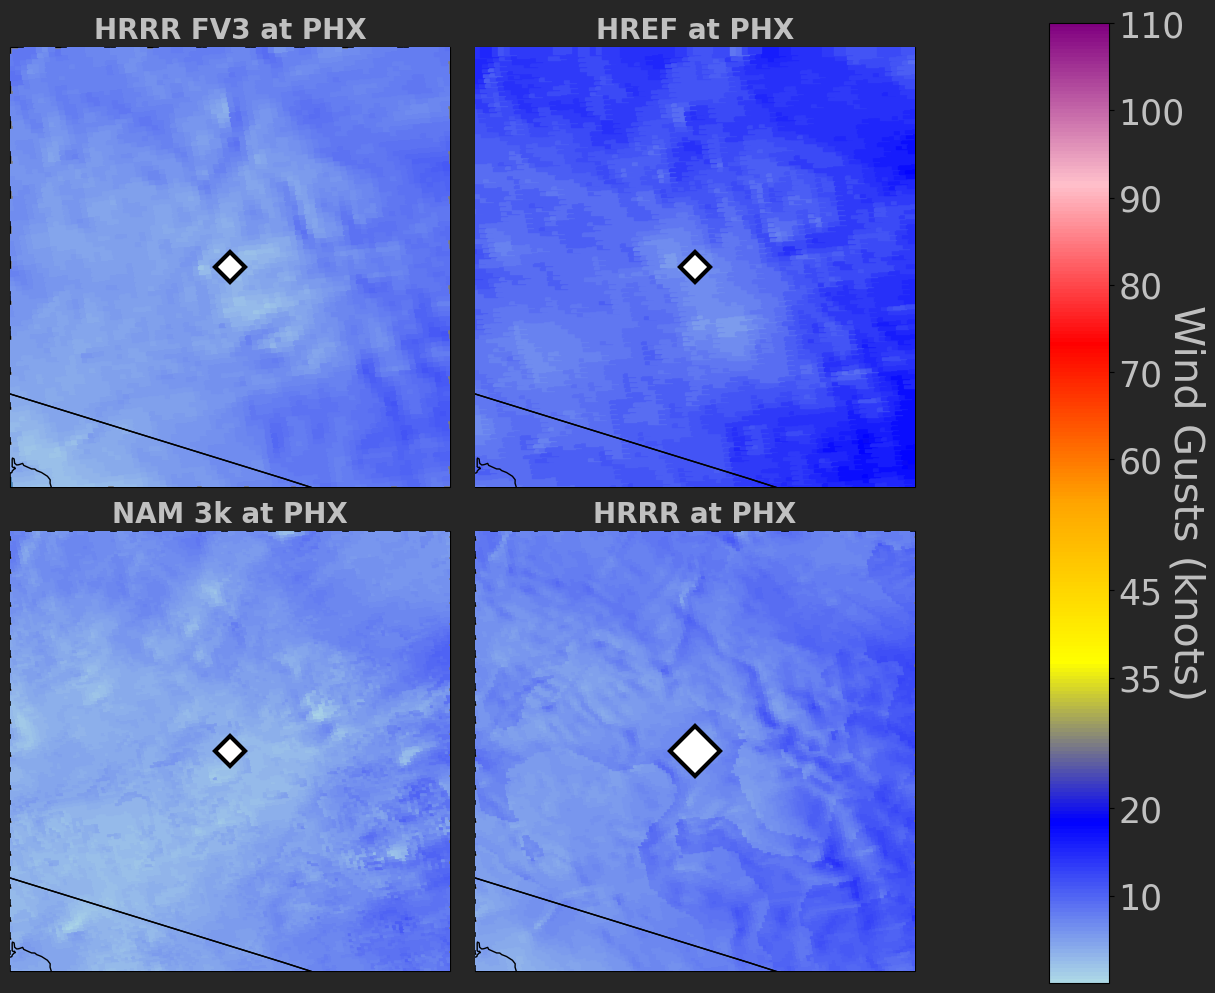 HRRR FV3 at PHX
HREF at PHX
NAM 3k at PHX
HRRR at PHX
110
100
90
80
70
60
45
35
20
10
Wind Gusts (knots)